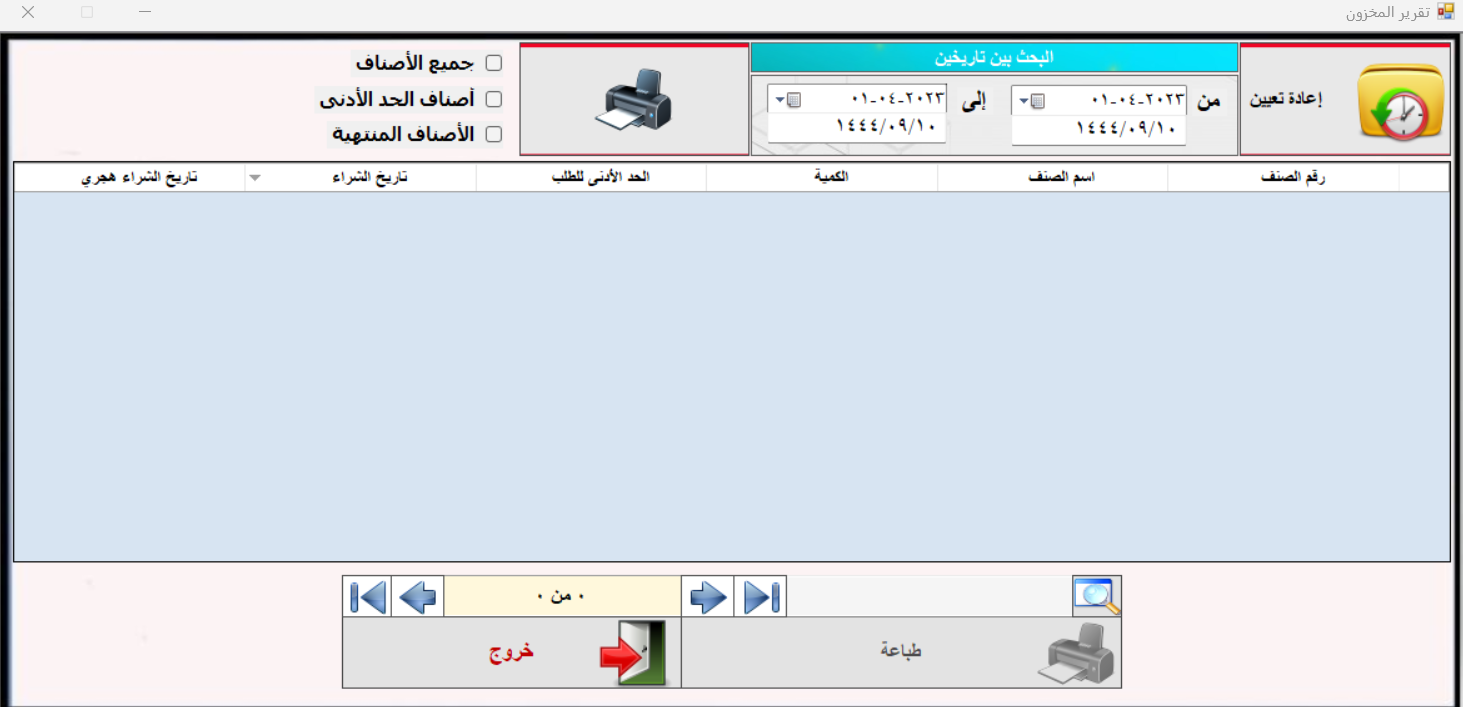 تقرير المخزون
إعادة تعيين
البحث بين تاريخين
من
٢٠٢٣-٠٤-٠١
١٤٤٤/٠٩/١٠
إلى
٢٠٢٣-٠٤-٠١
١٤٤٤/٠٩/١٠
جميع الأصناف
أصناف الحد الأدنى
الأصناف المنتهية
رقم الصنف اسم الصنف الكمية الحد الأدنى للطلب تاريخ الشراء تاريخ الشراء هجري
٠ من ٠
طباعة
خروج